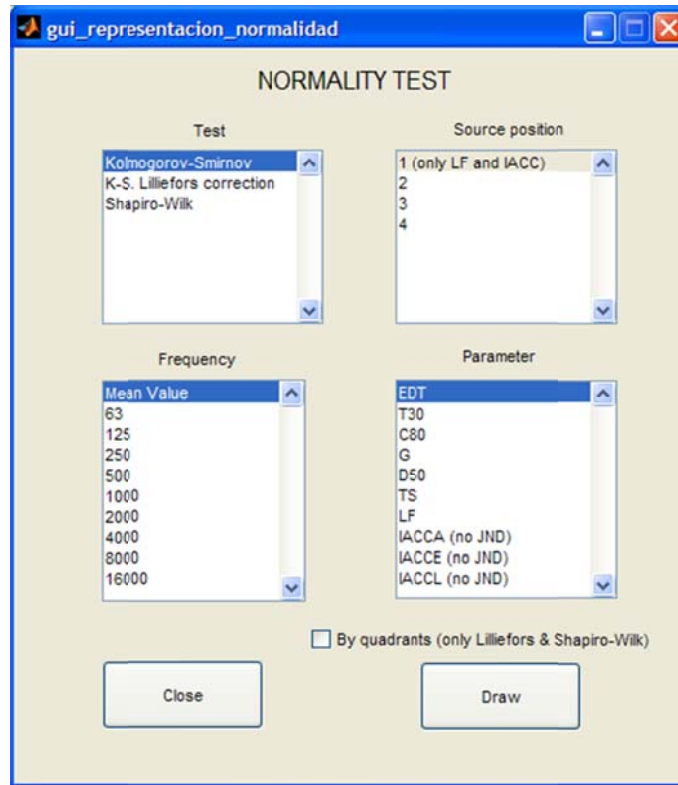 gui_representacion_normalidad
NORMALITY TEST
Test
Kolmogorov-Smirnov
K-S. Lilliefors correction
Shapiro-Wilk
Source position
1 (only LF and IACC)
2
3
4
Frequency
Mean Value
63
125
250
500
1000
2000
4000
8000
16000
Parameter
EDT
T30
C80
G
D50
TS
LF
IACCA (no JND)
IACCE (no JND)
IACCL (no JND)
By quadrants (only Lilliefors & Shapiro-Wilk)
Close
Draw